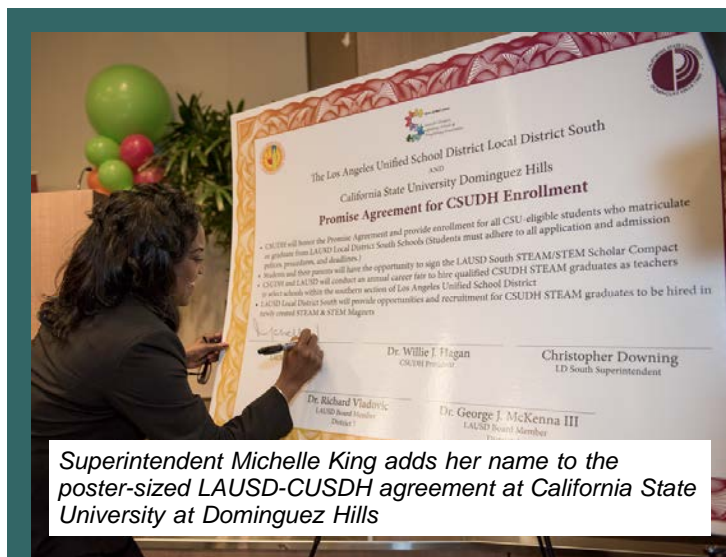 The Los Angeles Unified School District Local District South
AND
California State University Dominguez Hills
Promise Agreement for CSUDH Enrollment
• CSUDH will honor the Promise Agreement and provide enrollment for all CSU-eligible students who matriculate
or graduate from LAUSD Local District South Schools (Students must adhere to all application and admission
polices, procedures, and deadlines.)
• Students and their parents will have the opportunity to sign the LAUSD South STEAM/STEM Scholar Compact
• CSUDH and LAUSD will conduct an annual career fair to hire qualified CSUDH STEAM graduates as teachers
in select schools within the southern section of Los Angeles Unified School District
• LAUSD Local District South will provide opportunities and recruitment for CSUDH STEAM graduates to be hired in
newly created STEAM & STEM Magnets
Dr. Willie J. Hagan
CSUDH President
Christopher Downing
LD South Superintendent
Dr. Richard Vladovic
LAUSD Board Member
District 7
Dr. George J. McKenna III
LAUSD Board Member
Superintendent Michelle King adds her name to the
poster-sized LAUSD-CUSDH agreement at California State
University at Dominguez Hills